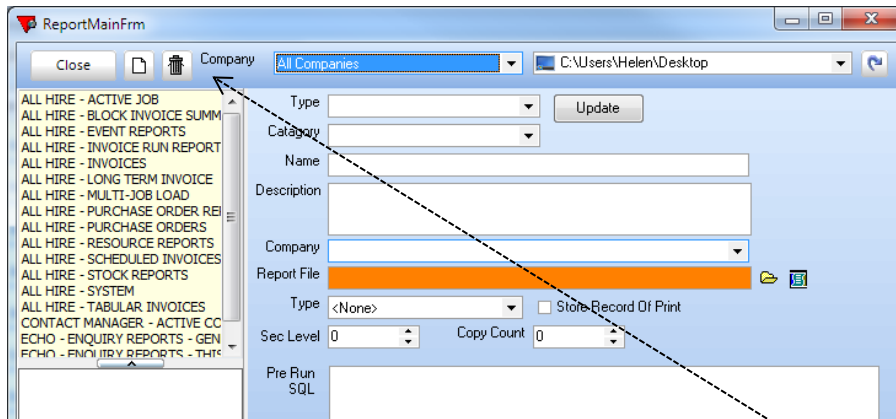 ReportMainFrm
Close Company All Companies C:\Users\Helen\Desktop
ALL HIRE - ACTIVE JOB
ALL HIRE - BLOCK INVOICE SUMM
ALL HIRE - EVENT REPORTS
ALL HIRE - INVOICE RUN REPORT
ALL HIRE - INVOICES
ALL HIRE - LONG TERM INVOICE
ALL HIRE - MULTI-JOB LOAD
ALL HIRE - PURCHASE ORDER REI
ALL HIRE - PURCHASE ORDERS
ALL HIRE - RESOURCE REPORTS
ALL HIRE - SCHEDULED INVOICES
ALL HIRE - STOCK REPORTS
ALL HIRE - SYSTEM
ALL HIRE - TABULAR INVOICES
CONTACT MANAGER - ACTIVE CC
ECHO - ENQUIRY REPORTS - GEN
ECHO - ENQUIRY REPORTS - THIS
Type Update
Catagory
Name
Description
Company
Report File
Type <None> Store Record Of Print
Sec Level 0 Copy Count 0
Pre Run
SQL